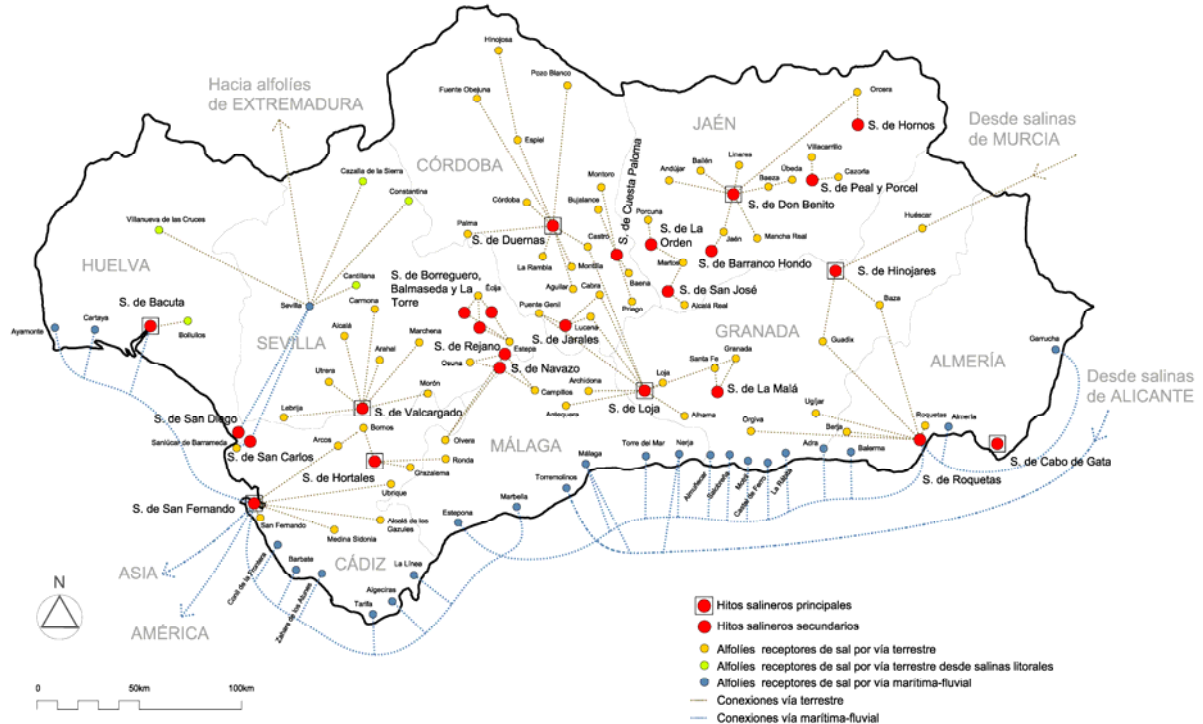 Hinojosa
Pozo Blanco
Fuente Obejuna
Hacia alfolíes
de EXTREMADURA
Orcera
S. de Hornos
Desde salinas
de MURCIA
JAÉN
Espiel
CÓRDOBA
Cazalla de la Sierra
Constantina
Villanueva de las Cruces
Montoro
Bujalance
S. de Cuesta Paloma
Andújar
Bailén
Linares
Baeza
Úbeda
Villacarrillo
Cazorla
S. de Peal y Porcel
S. de Don Benito
Córdoba
Palma
S. de Duernas
Castro
Porcuna
S. de La
Orden
Jaén
Mancha Real
Huéscar
La Rambla
Montilla
Martos
S. de Barranco Hondo
S. de Hinojares
HUELVA
Cantillana
S. de Borreguero,
Balmaseda y La
Torre
Écija
Aguilar
Cabra
Baena
Priego
S. de San José
Alcalá Real
S. de Bacuta
Sevilla
Carmona
Puente Genil
Lucena
Baza
Ayamonte
Cartaya
Bollullos
SEVILLA
Alcalá
Arahal
Marchena
S. de Rejano
Estepa
S. de Jarales
GRANADA
Guadix
ALMERÍA
Garrucha
Utrera
Osuna
S. de Navazo
Santa Fe
Granada
Morón
Campillos
Archidona
Loja
S. de La Malá
Desde salinas
de ALICANTE
Lebrija
S. de Valcargado
Antequera
S. de Loja
Alhama
Ugíjar
S. de San Diego
Sanlúcar de Barrameda
S. de San Carlos
Arcos
Bornos
Olvera
MÁLAGA
Orgiva
Berja
Roquetas
Almería
Ronda
Grazalema
S. de Hortales
Málaga
Torre del Mar
Nerja
Almuñecar
Salobreña
Motril
Castel de Ferro
La Rápita
Adra
Balerma
S. de Cabo de Gata
S. de Roquetas
Ubrique
Torremolinos
S. de San Fernando
San Fernando
Alcalá de los
Gazules
Medina Sidonia
Marbella
Estepona
Conil de la Frontera
Barbate
Zahara de los Atunes
CÁDIZ
La Línea
Algeciras
Tarifa
ASIA
AMÉRICA
N
0 50km 100km
Hitos salineros principales
Hitos salineros secundarios
Alfolíes receptores de sal por vía terrestre
Alfolíes receptores de sal por vía terrestre desde salinas litorales
Alfolíes receptores de sal por via marítima-fluvial
Conexiones vía terrestre
Conexiones vía marítima-fluvial